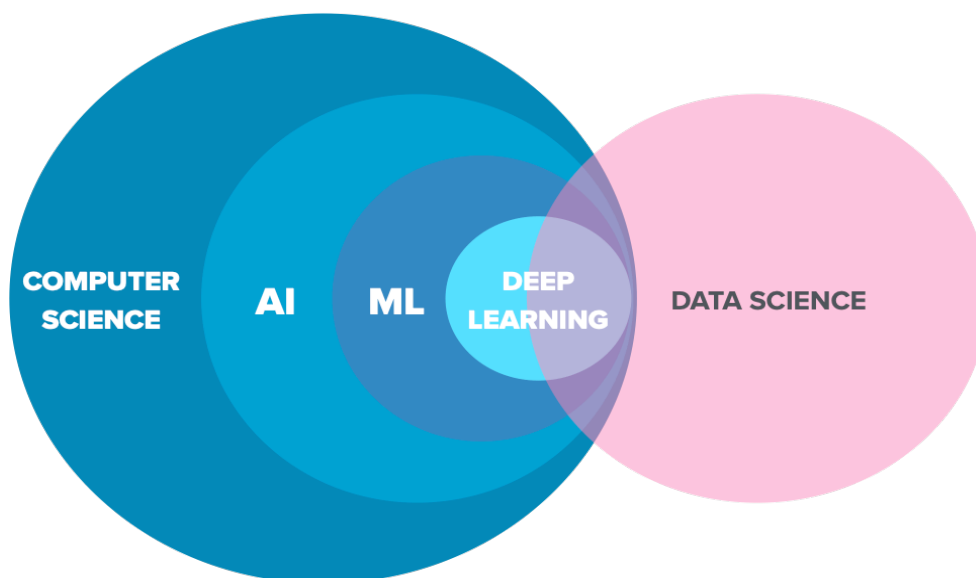 COMPUTER
SCIENCE
AI
ML
DEEP
LEARNING
DATA SCIENCE